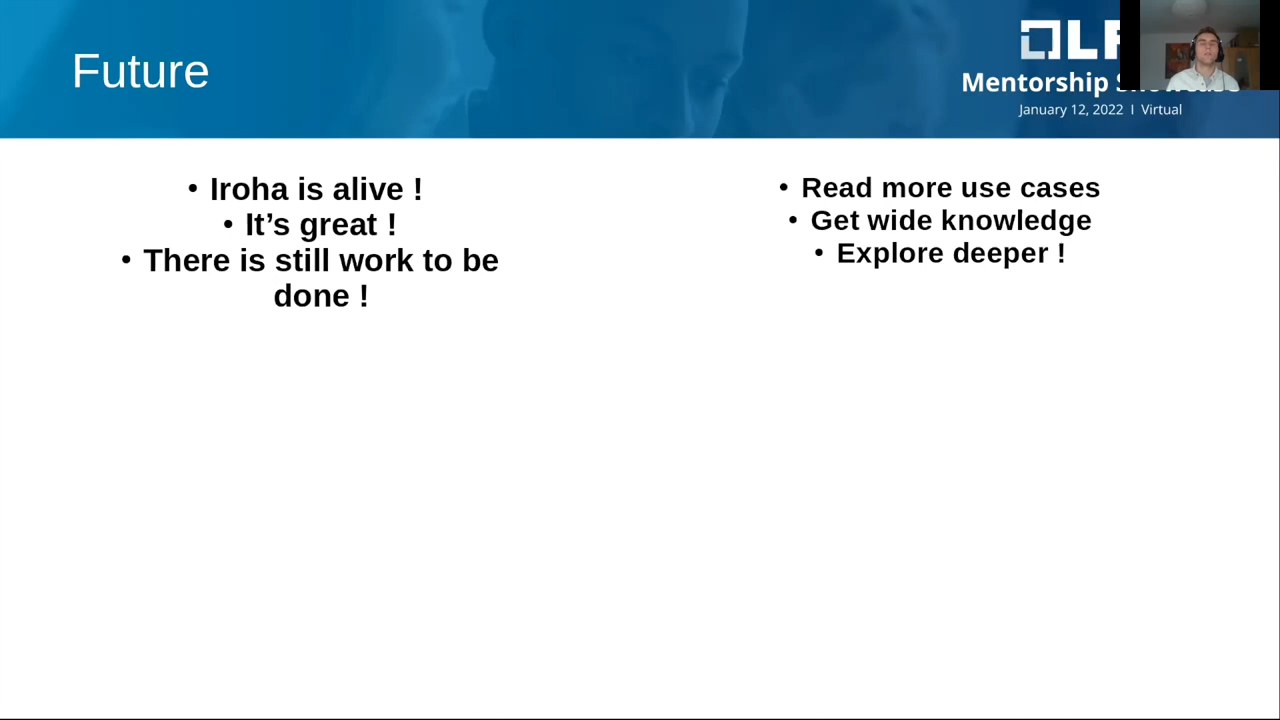 Future
LF
Mentorship
January 12, 2022 | Virtual
• Iroha is alive !
• It’s great !
• There is still work to be
done !
• Read more use cases
• Get wide knowledge
• Explore deeper !